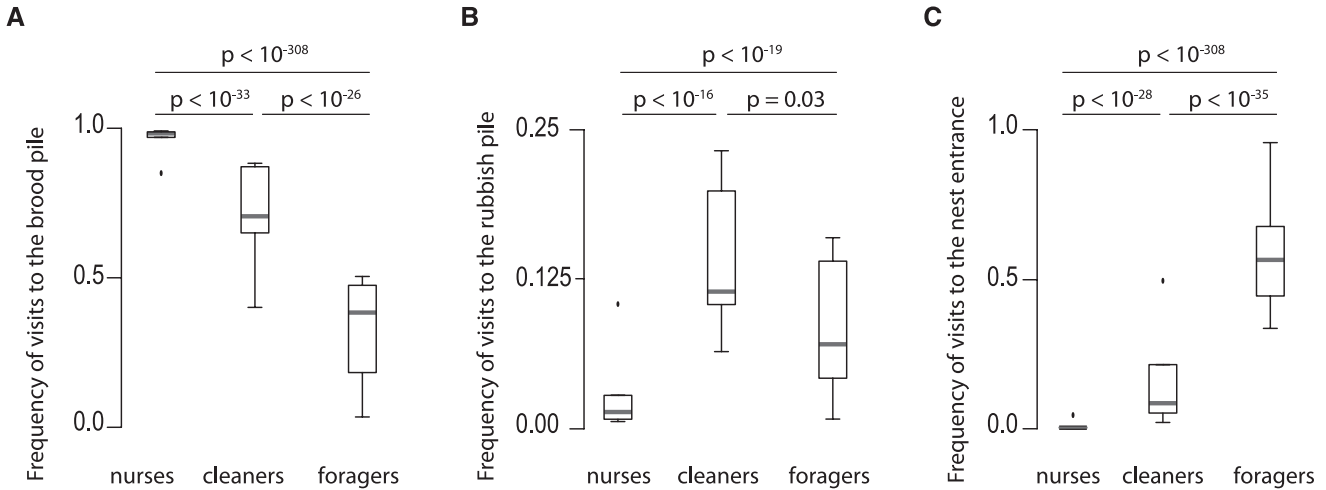 A
p < 10⁻³⁰⁸
p < 10⁻³³ p < 10⁻²⁶
Frequency of visits to the brood pile
1.0
0.5
0.0
nurses cleaners foragers
B
p < 10⁻¹⁹
p < 10⁻¹⁶ p = 0.03
Frequency of visits to the rubbish pile
0.25
0.125
0.00
nurses cleaners foragers
C
p < 10⁻³⁰⁸
p < 10⁻²⁸ p < 10⁻³⁵
Frequency of visits to the nest entrance
1.0
0.5
0.0
nurses cleaners foragers